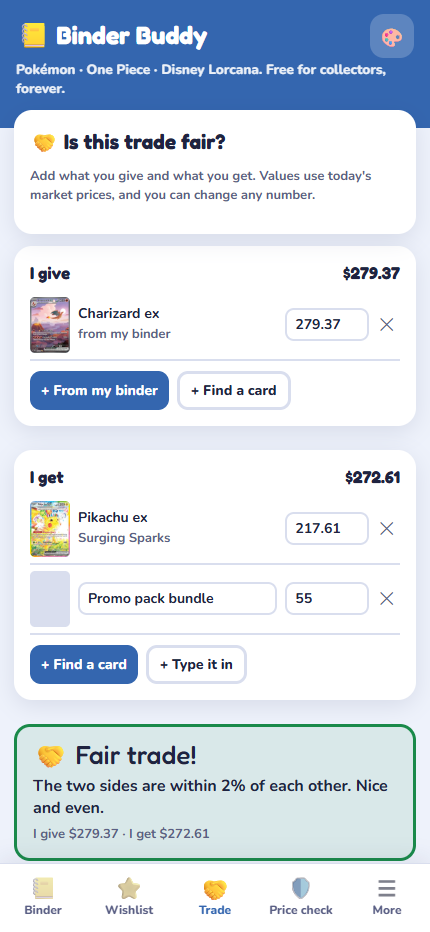 Binder Buddy
Pokémon · One Piece · Disney Lorcana. Free for collectors,
forever.
Is this trade fair?
Add what you give and what you get. Values use today's
market prices, and you can change any number.
I give
$279.37
Charizard ex
from my binder
279.37
+ From my binder
+ Find a card
I get
$272.61
Pikachu ex
Surging Sparks
217.61
Promo pack bundle
55
+ Find a card
+ Type it in
Fair trade!
The two sides are within 2% of each other. Nice
and even.
I give $279.37 · I get $272.61
Binder
Wishlist
Trade
Price check
More